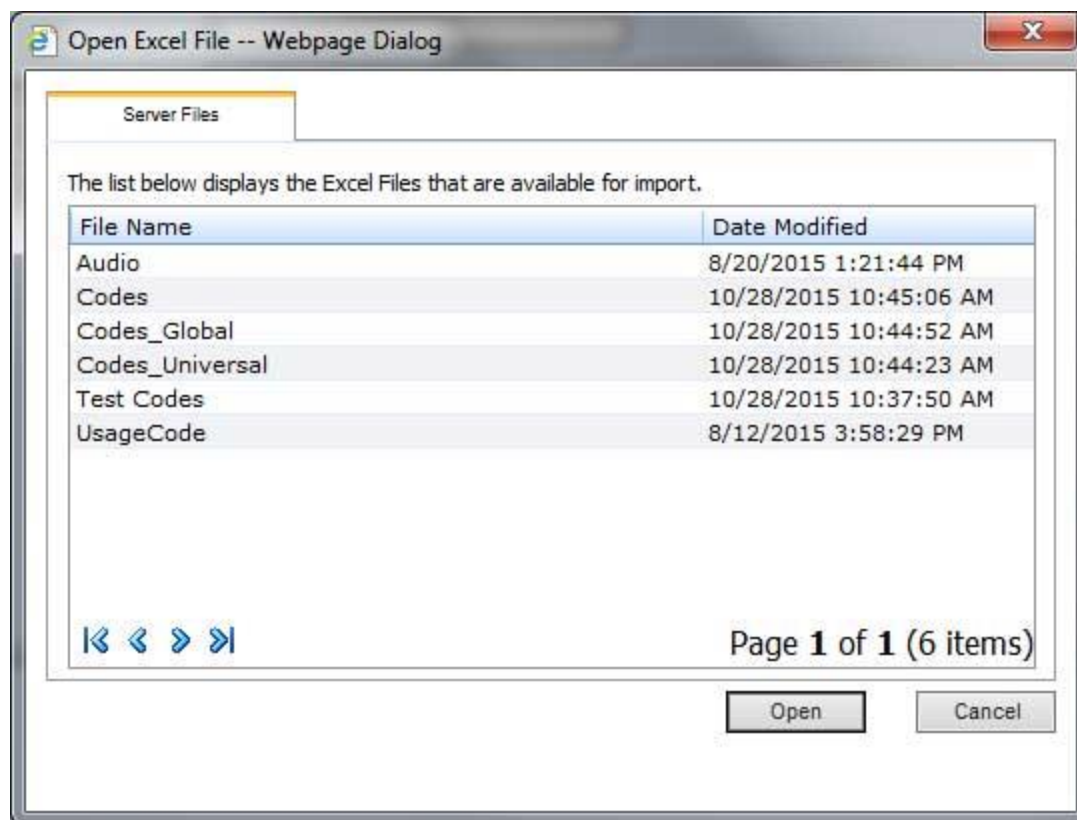 Open Excel File -- Webpage Dialog
Server Files
The list below displays the Excel Files that are available for import.
File Name Date Modified
Audio 8/20/2015 1:21:44 PM
Codes 10/28/2015 10:45:06 AM
Codes_Global 10/28/2015 10:44:52 AM
Codes_Universal 10/28/2015 10:44:23 AM
Test Codes 10/28/2015 10:37:50 AM
UsageCode 8/12/2015 3:58:29 PM
Page 1 of 1 (6 items)
Open Cancel